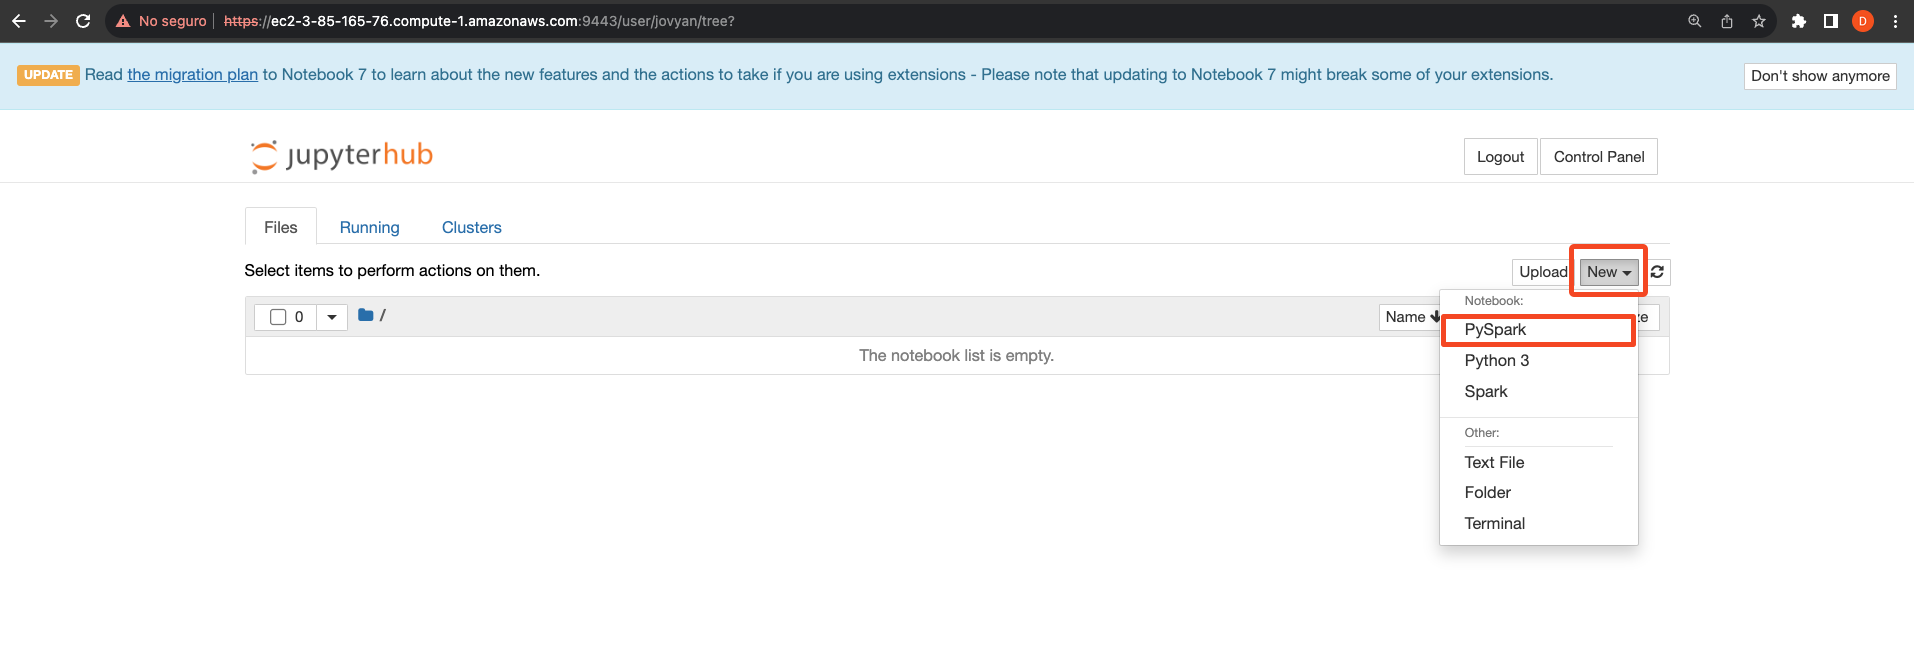 No seguro https://ec2-3-85-165-76.compute-1.amazonaws.com:9443/user/jovyan/tree? D
UPDATE Read the migration plan to Notebook 7 to learn about the new features and the actions to take if you are using extensions - Please note that updating to Notebook 7 might break some of your extensions. Don't show anymore
jupyterhub Logout Control Panel
Files Running Clusters
Select items to perform actions on them. Upload New
0 / Name ze
Notebook:
PySpark
The notebook list is empty.
Python 3
Spark
Other:
Text File
Folder
Terminal